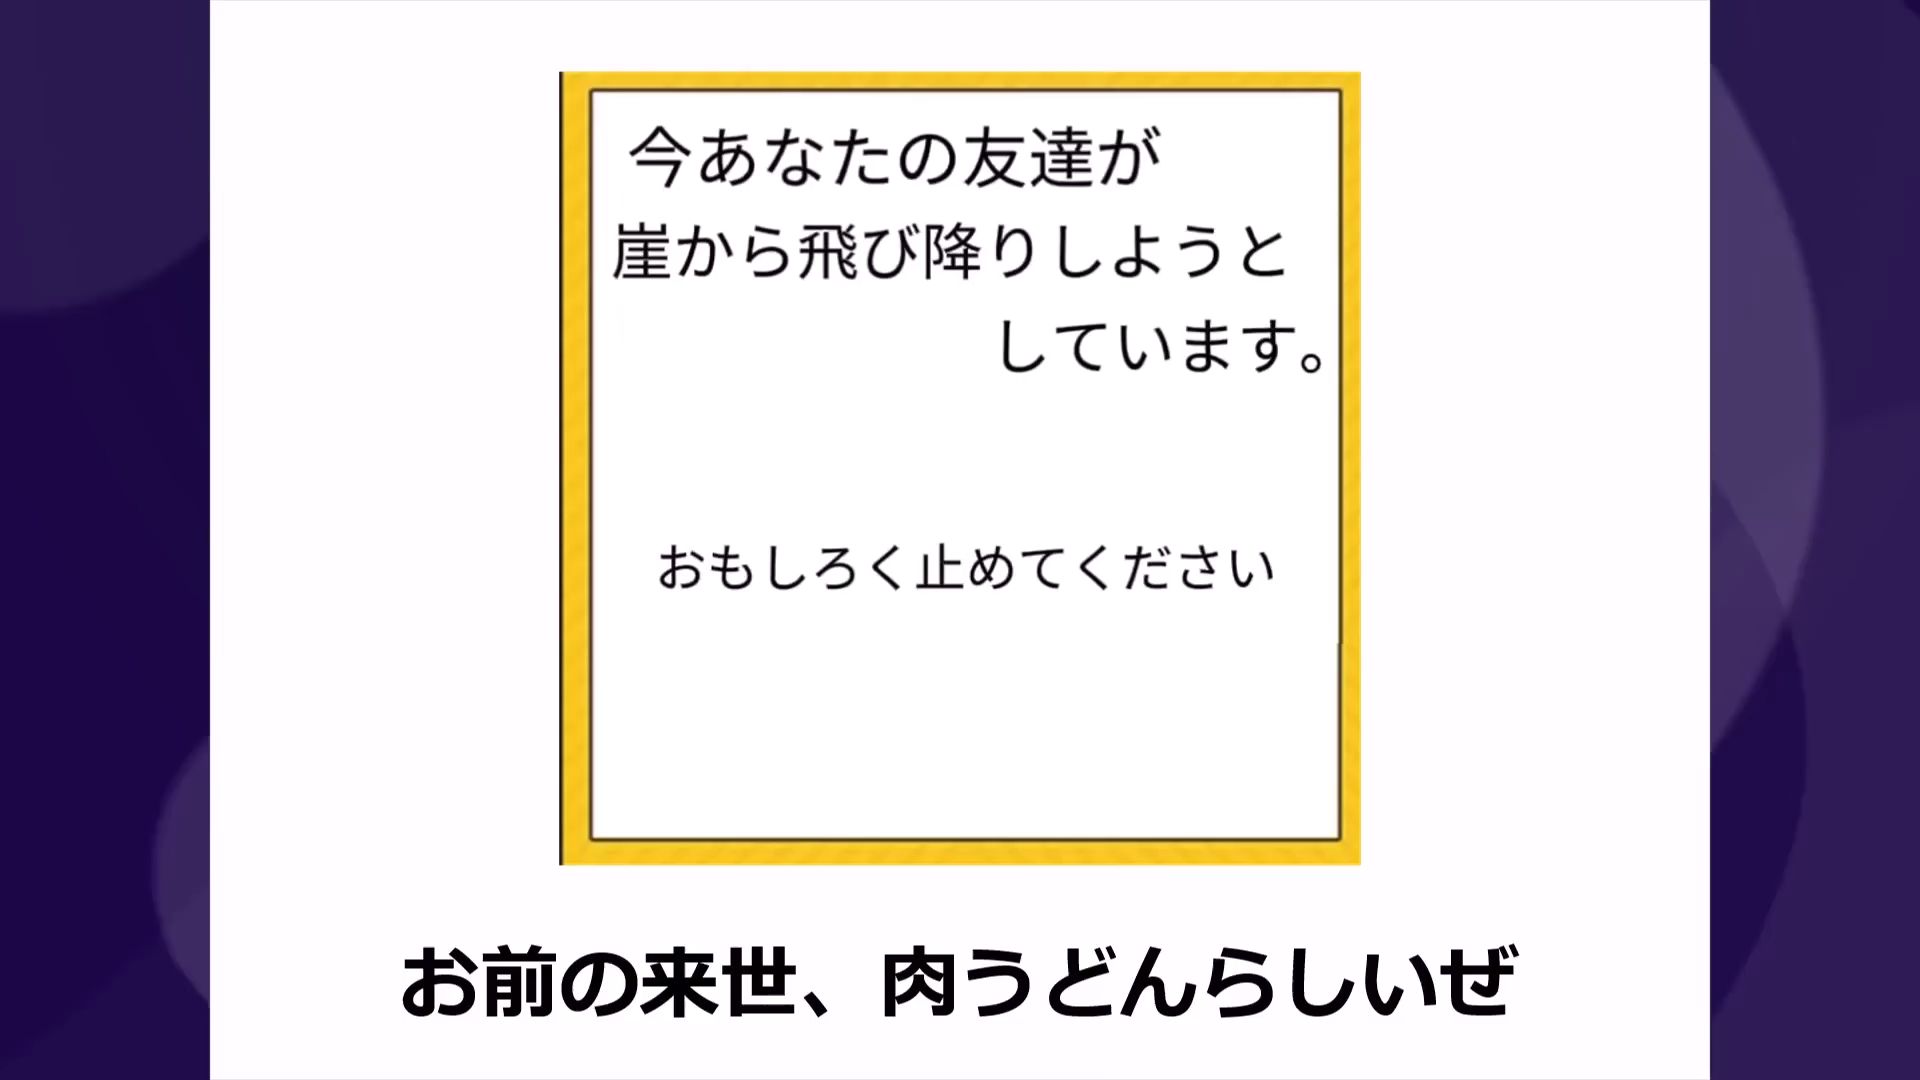 今あなたの友達が
崖から飛び降りしようと
しています。
おもしろく止めてください
お前の来世、肉うどんらしいぜ